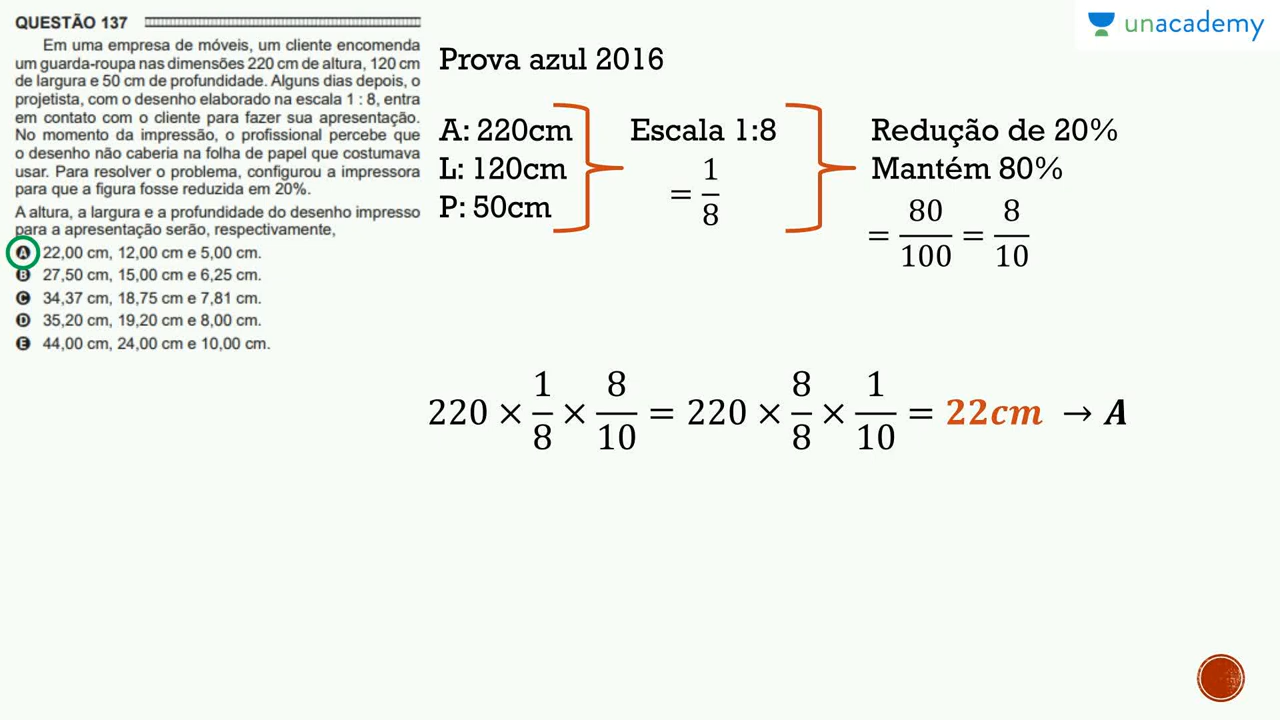 QUESTÃO 137
Em uma empresa de móveis, um cliente encomenda
um guarda-roupa nas dimensões 220 cm de altura, 120 cm
de largura e 50 cm de profundidade. Alguns dias depois, o
projetista, com o desenho elaborado na escala 1 : 8, entra
em contato com o cliente para fazer sua apresentação.
No momento da impressão, o profissional percebe que
o desenho não caberia na folha de papel que costumava
usar. Para resolver o problema, configurou a impressora
para que a figura fosse reduzida em 20%.
A altura, a largura e a profundidade do desenho impresso
para a apresentação serão, respectivamente,
A 22,00 cm, 12,00 cm e 5,00 cm.
B 27,50 cm, 15,00 cm e 6,25 cm.
C 34,37 cm, 18,75 cm e 7,81 cm.
D 35,20 cm, 19,20 cm e 8,00 cm.
E 44,00 cm, 24,00 cm e 10,00 cm.
unacademy
Prova azul 2016
A: 220cm
L: 120cm
P: 50cm
Escala 1:8
= 1/8
Redução de 20%
Mantém 80%
= 80/100 = 8/10
220 × 1/8 × 8/10 = 220 × 8/8 × 1/10 = 22cm → A